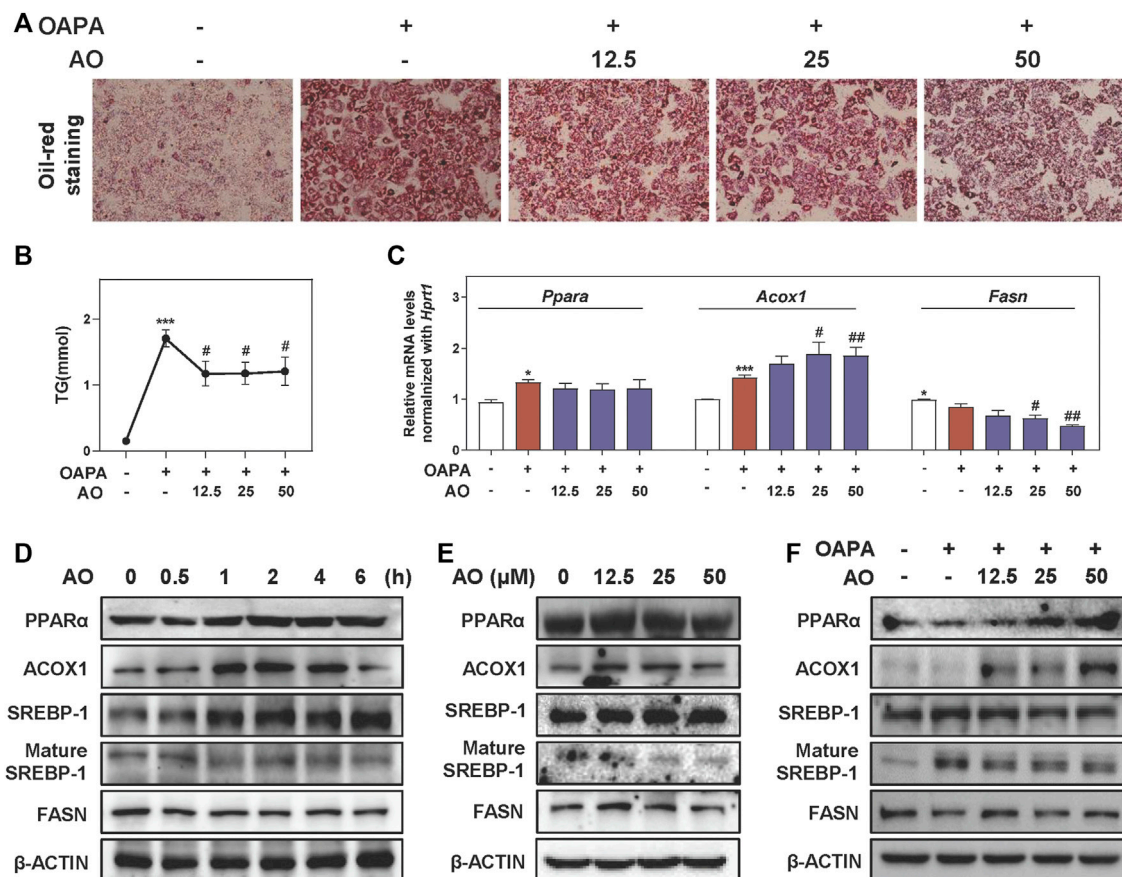 A
OAPA - + + + +
AO - - 12.5 25 50
Oil-red
staining
B
TG(mmol)
2
1
0
***
# # #
OAPA - + + + +
AO - - 12.5 25 50
C
Relative mRNA levels
normalnized with Hprt1
3
2
1
0
Ppara Acox1 Fasn
* *** # ## * # ##
OAPA - + + + + - + + + + - + + + +
AO - - 12.5 25 50 - - 12.5 25 50 - - 12.5 25 50
D
AO 0 0.5 1 2 4 6 (h)
PPARα
ACOX1
SREBP-1
Mature
SREBP-1
FASN
β-ACTIN
E
AO (μM) 0 12.5 25 50
PPARα
ACOX1
SREBP-1
Mature
SREBP-1
FASN
β-ACTIN
F
OAPA - + + + +
AO - - 12.5 25 50
PPARα
ACOX1
SREBP-1
Mature
SREBP-1
FASN
β-ACTIN